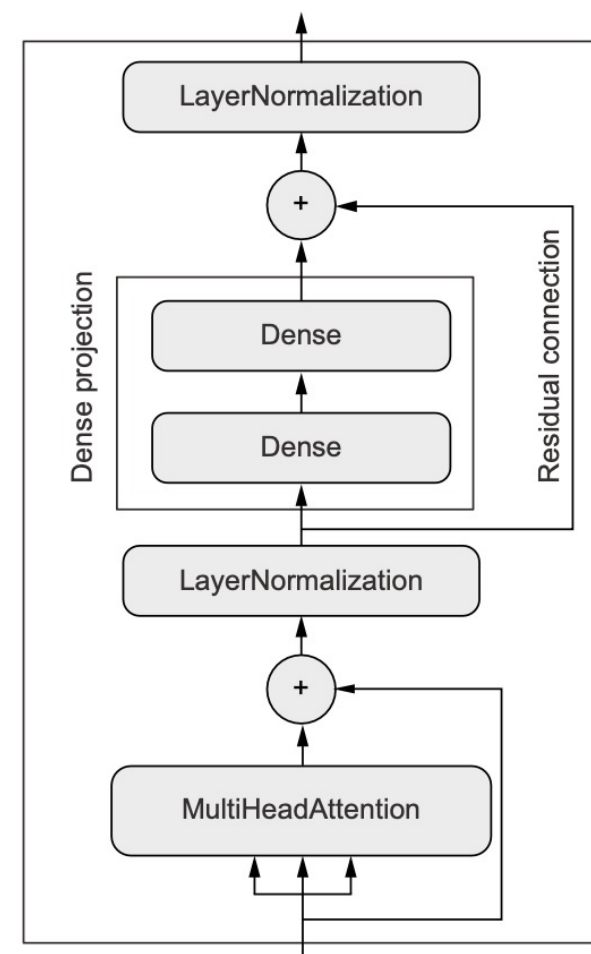 LayerNormalization
+
Dense projection
Dense
Dense
Residual connection
LayerNormalization
+
MultiHeadAttention